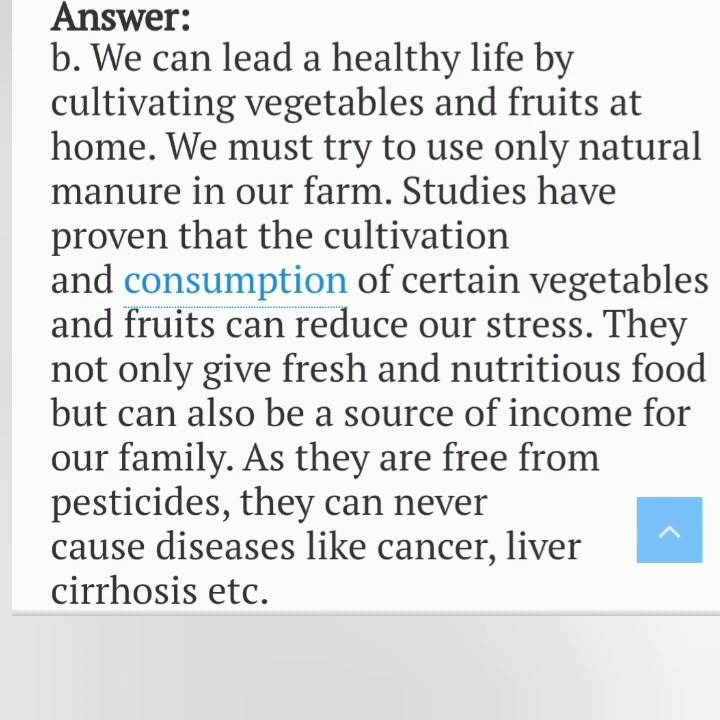 Answer:
b. We can lead a healthy life by
cultivating vegetables and fruits at
home. We must try to use only natural
manure in our farm. Studies have
proven that the cultivation
and consumption of certain vegetables
and fruits can reduce our stress. They
not only give fresh and nutritious food
but can also be a source of income for
our family. As they are free from
pesticides, they can never
cause diseases like cancer, liver
cirrhosis etc.